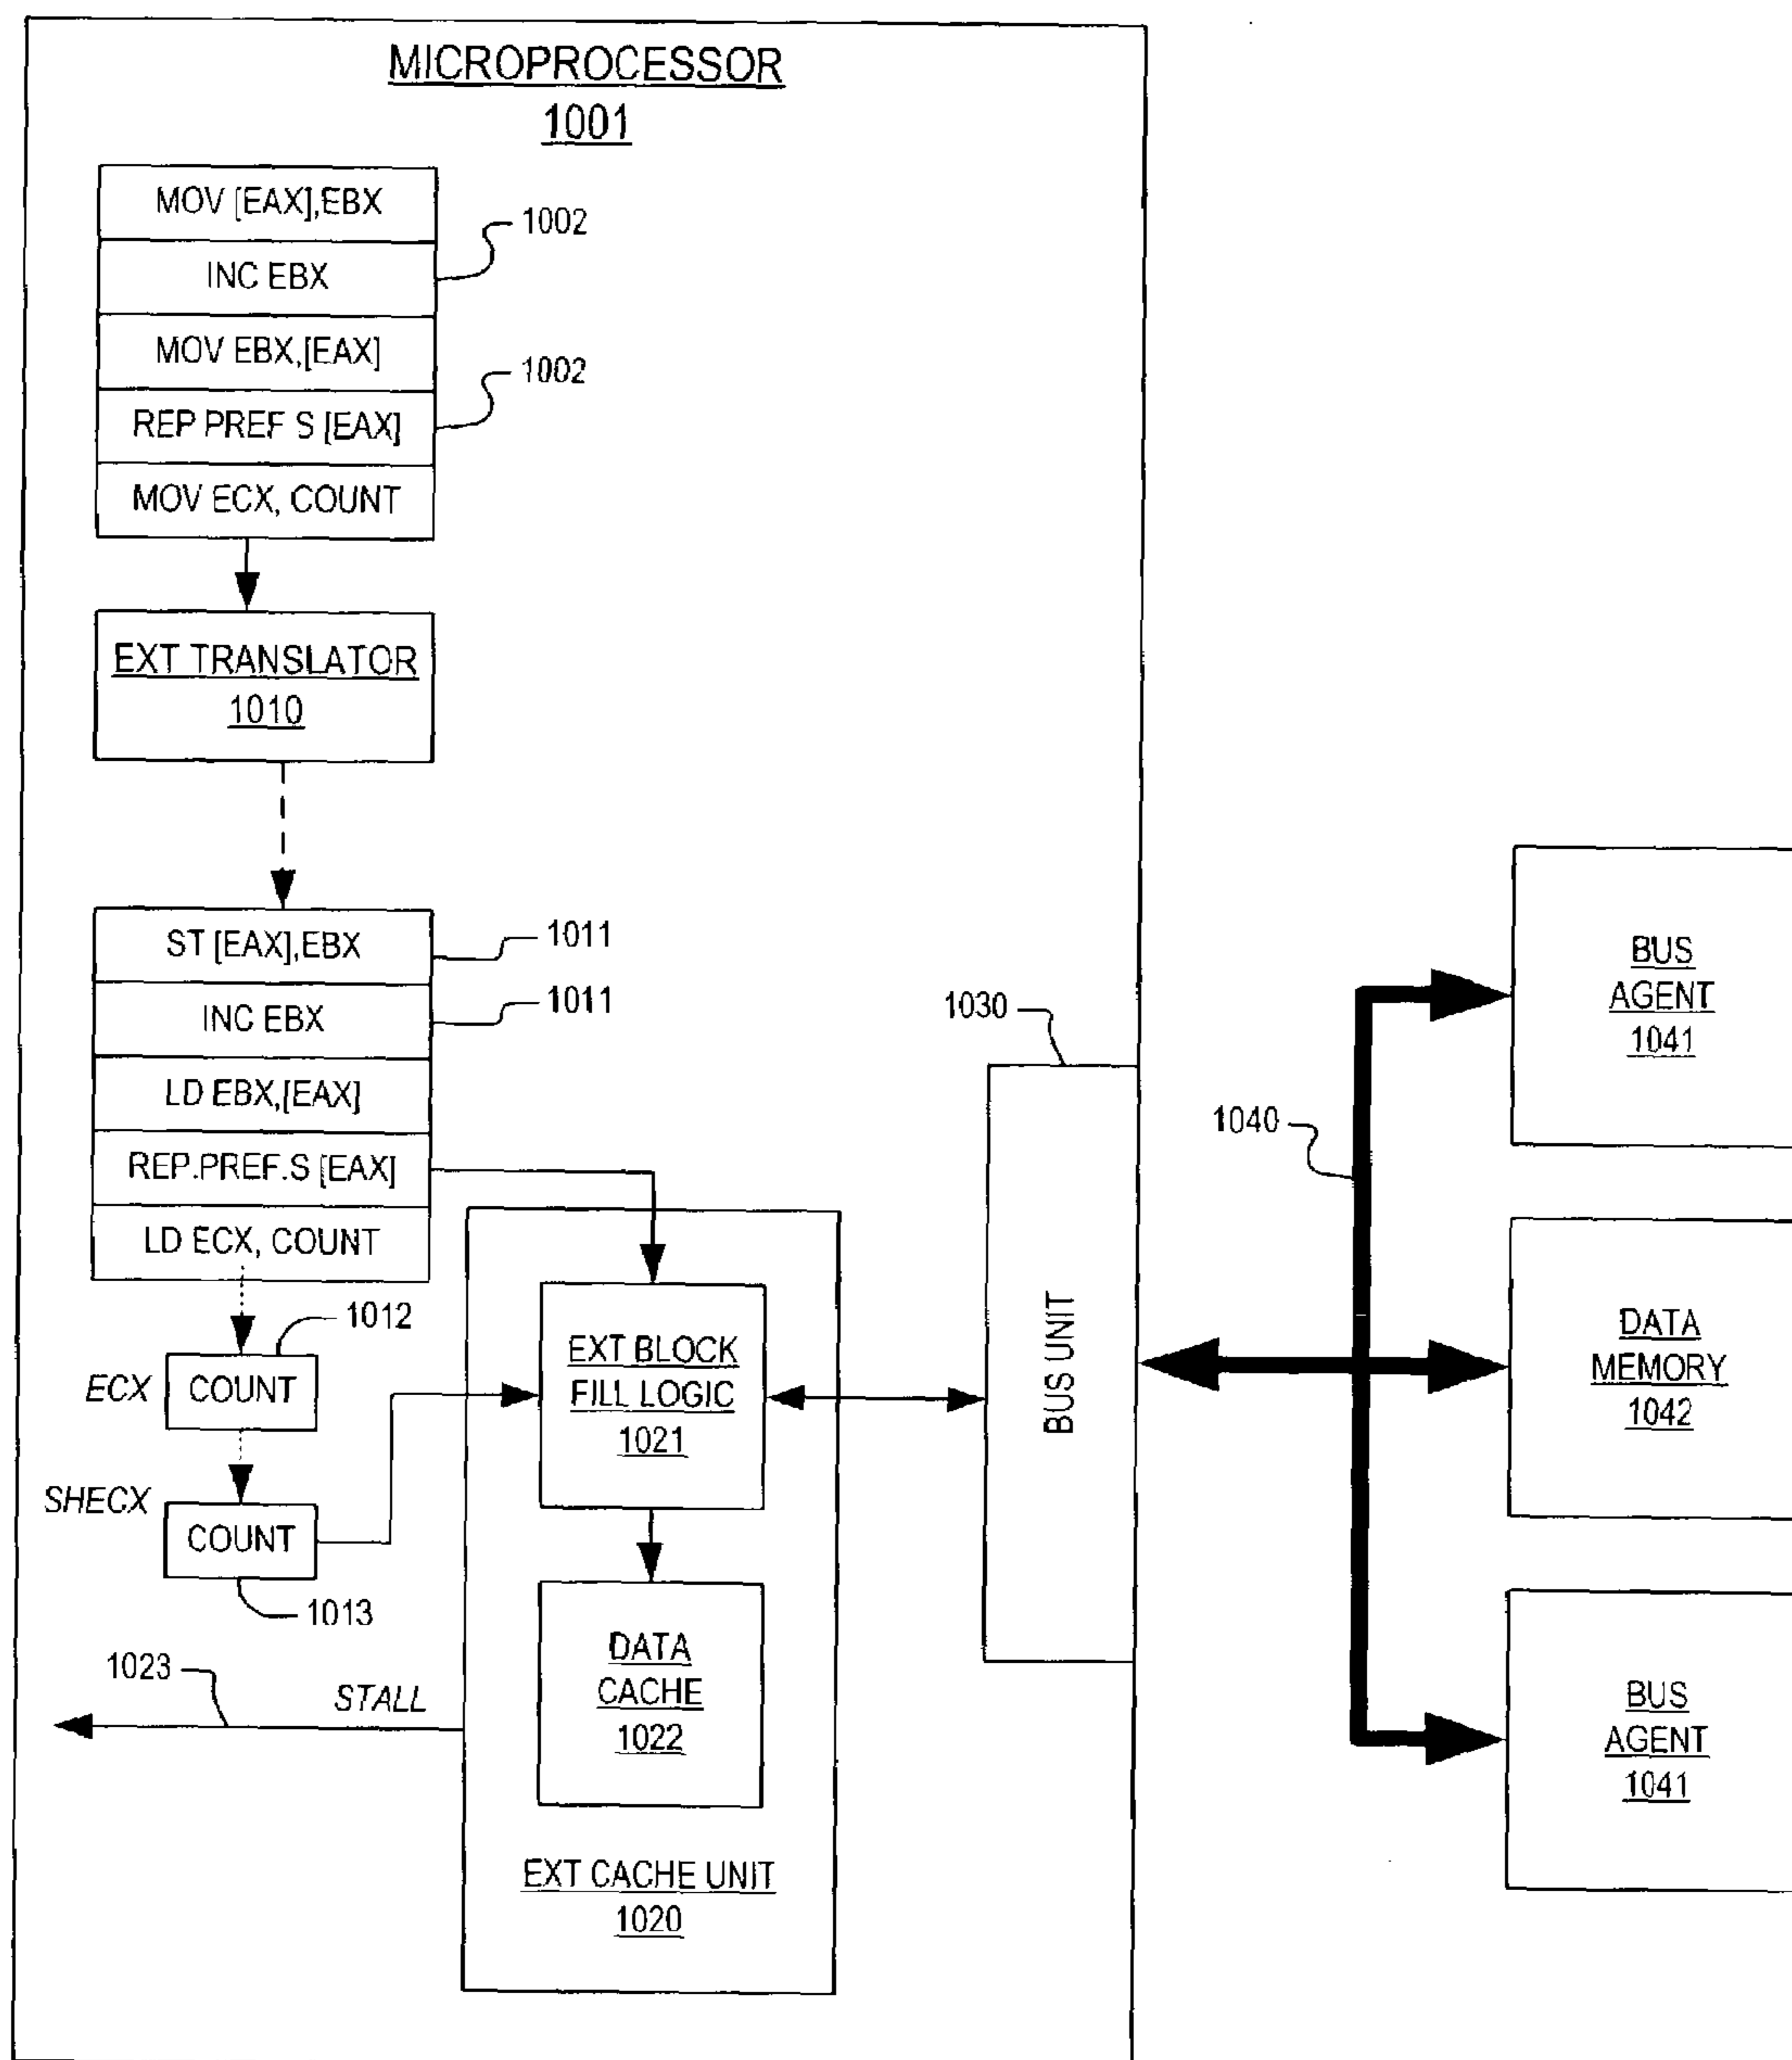 MICROPROCESSOR
1001
MOV [EAX],EBX
1002
INC EBX
MOV EBX,[EAX]
1002
REP PREF S [EAX]
MOV ECX, COUNT
EXT TRANSLATOR
1010
ST [EAX],EBX
1011
INC EBX
1011
LD EBX,[EAX]
REP.PREF.S [EAX]
LD ECX, COUNT
1012
ECX
COUNT
SHECX
COUNT
1013
1023
STALL
EXT BLOCK
FILL LOGIC
1021
DATA
CACHE
1022
EXT CACHE UNIT
1020
1030
BUS UNIT
1040
BUS
AGENT
1041
DATA
MEMORY
1042
BUS
AGENT
1041